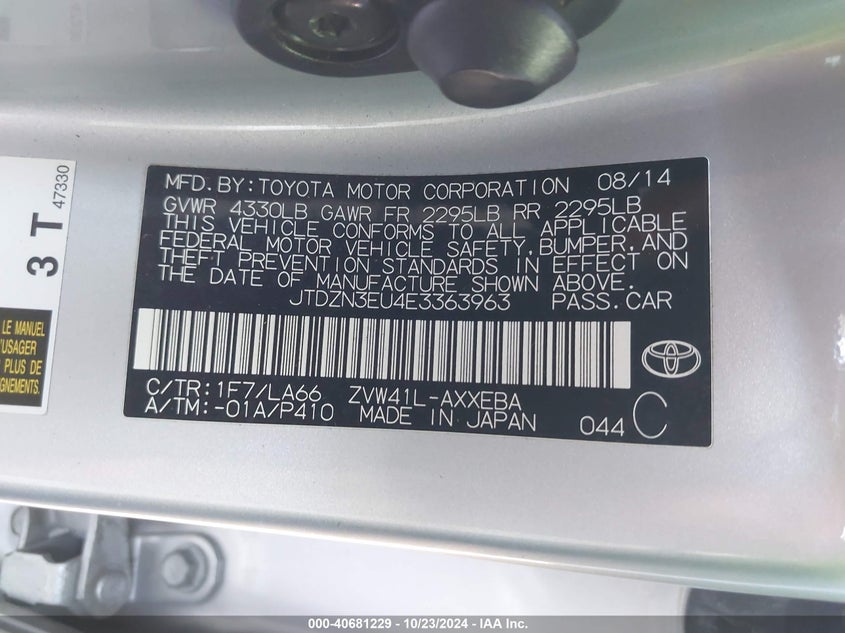 3 T
47330
LE MANUEL
'USAGER
PLUS DE
GNEMENTS.
MFD.BY:TOYOTA MOTOR CORPORATION 08/14
GVWR 4330LB GAWR FR 2295LB RR 2295LB
THIS VEHICLE CONFORMS TO ALL APPLICABLE
FEDERAL MOTOR VEHICLE SAFETY,BUMPER,AND
THEFT PREVENTION STANDARDS IN EFFECT ON
THE DATE OF MANUFACTURE SHOWN ABOVE.
JTDZN3EU4E3363963 PASS.CAR
C/TR:1F7/LA66 ZVW41L-AXXEBA
A/TM:-01A/P410 MADE IN JAPAN 044 C
000-40681229 - 10/23/2024 - IAA Inc.